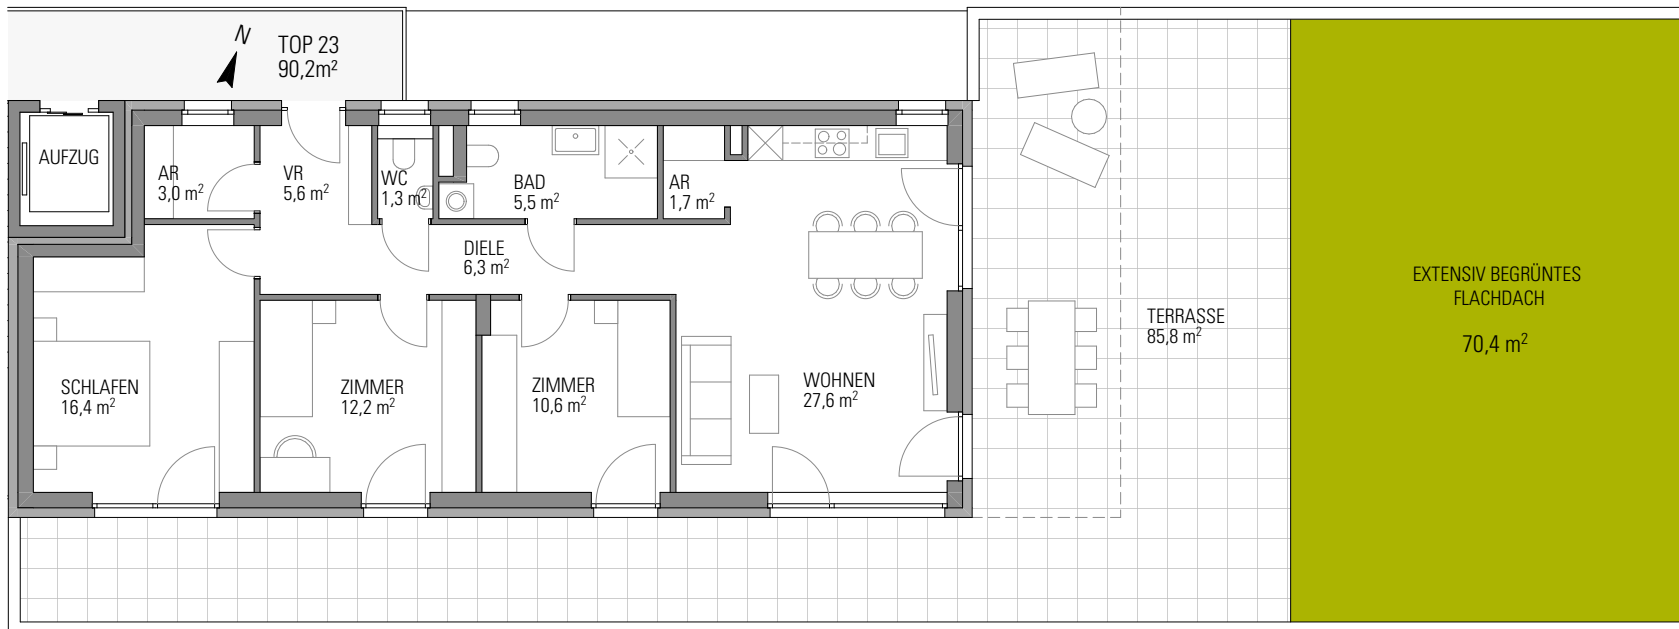 N
TOP 23
90,2m²
AUFZUG
AR
3,0 m²
VR
5,6 m²
WC
1,3 m²
BAD
5,5 m²
AR
1,7 m²
DIELE
6,3 m²
SCHLAFEN
16,4 m²
ZIMMER
12,2 m²
ZIMMER
10,6 m²
WOHNEN
27,6 m²
TERRASSE
85,8 m²
EXTENSIV BEGRÜNTES
FLACHDACH
70,4 m²